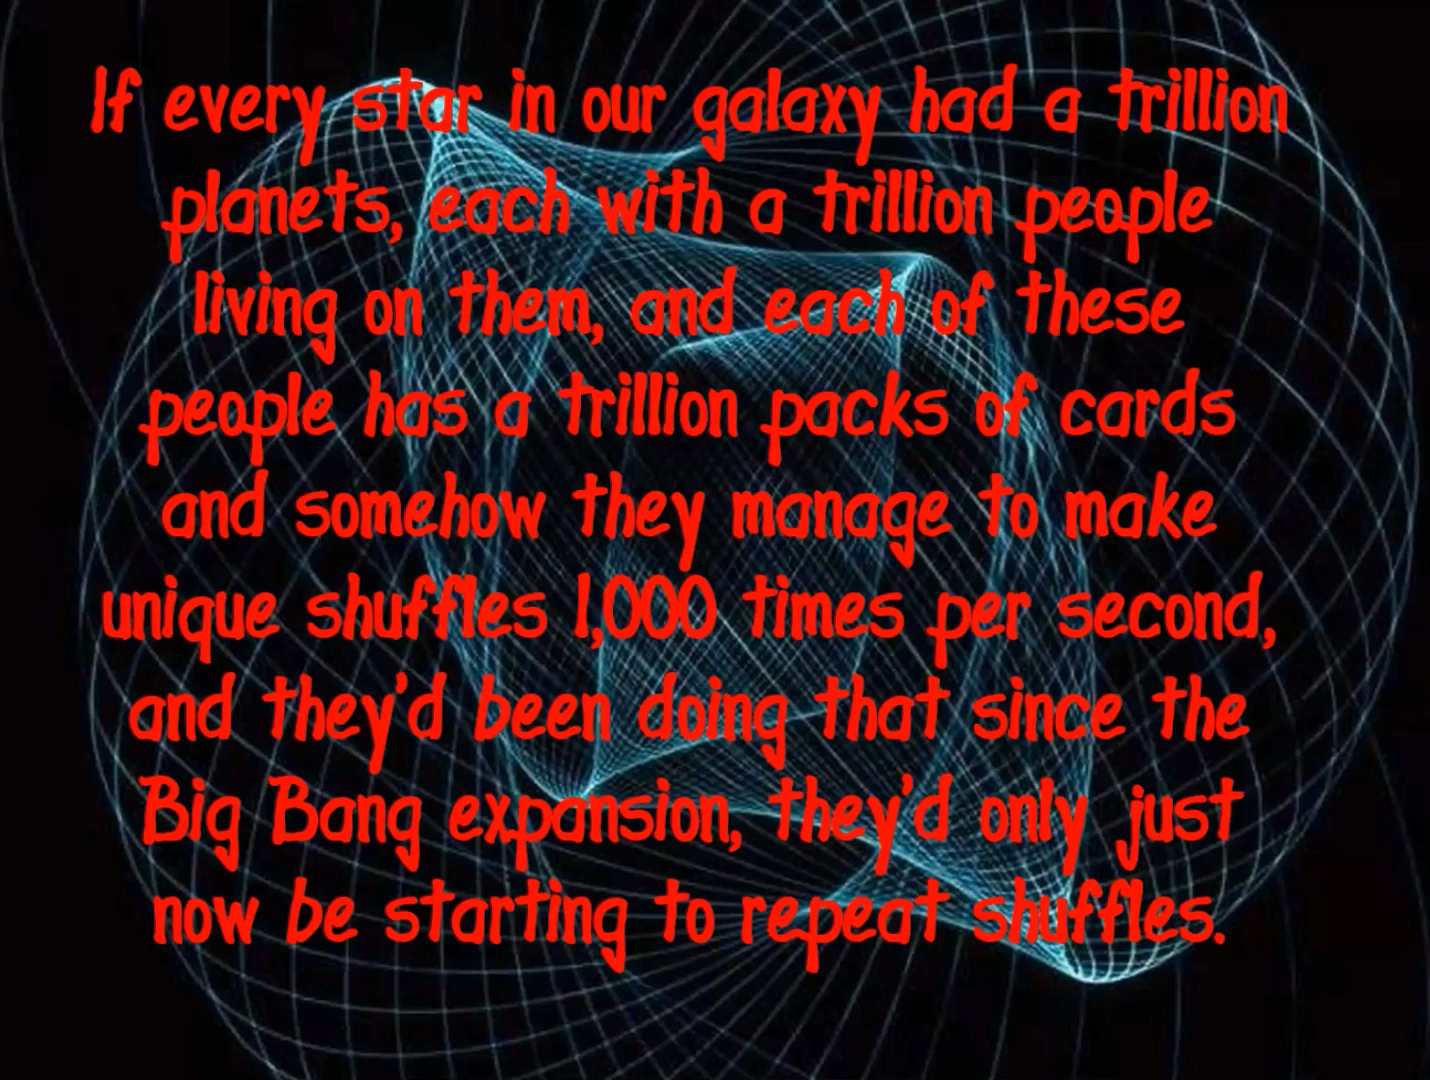 If every star in our galaxy had a trillion
planets, each with a trillion people
living on them, and each of these
people has a trillion packs of cards
and somehow they manage to make
unique shuffles 1,000 times per second,
and they'd been doing that since the
Big Bang expansion, they'd only just
now be starting to repeat shuffles.